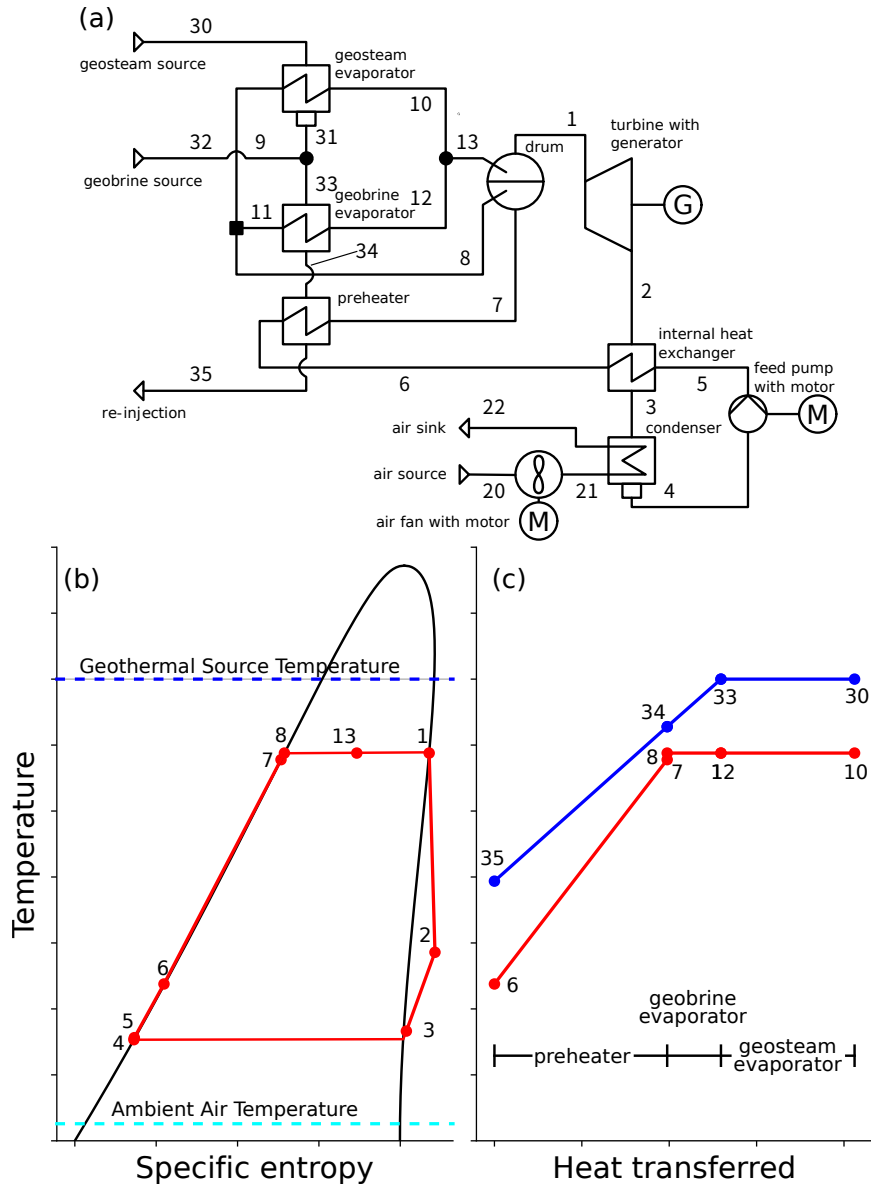 (a)
30
geosteam source
geosteam
evaporator
10
31
32
9
13
1
drum
turbine with
generator
geobrine source
33
geobrine
evaporator
12
11
G
34
8
2
preheater
7
internal heat
exchanger
feed pump
with motor
35
6
5
re-injection
M
22
3
condenser
air sink
air source
20
21
4
air fan with motor
M
(b)
Geothermal Source Temperature
8
13
1
7
2
6
5
4
3
Ambient Air Temperature
Temperature
Specific entropy
(c)
33
30
34
8
7
12
10
35
6
geobrine
evaporator
preheater
geosteam
evaporator
Heat transferred